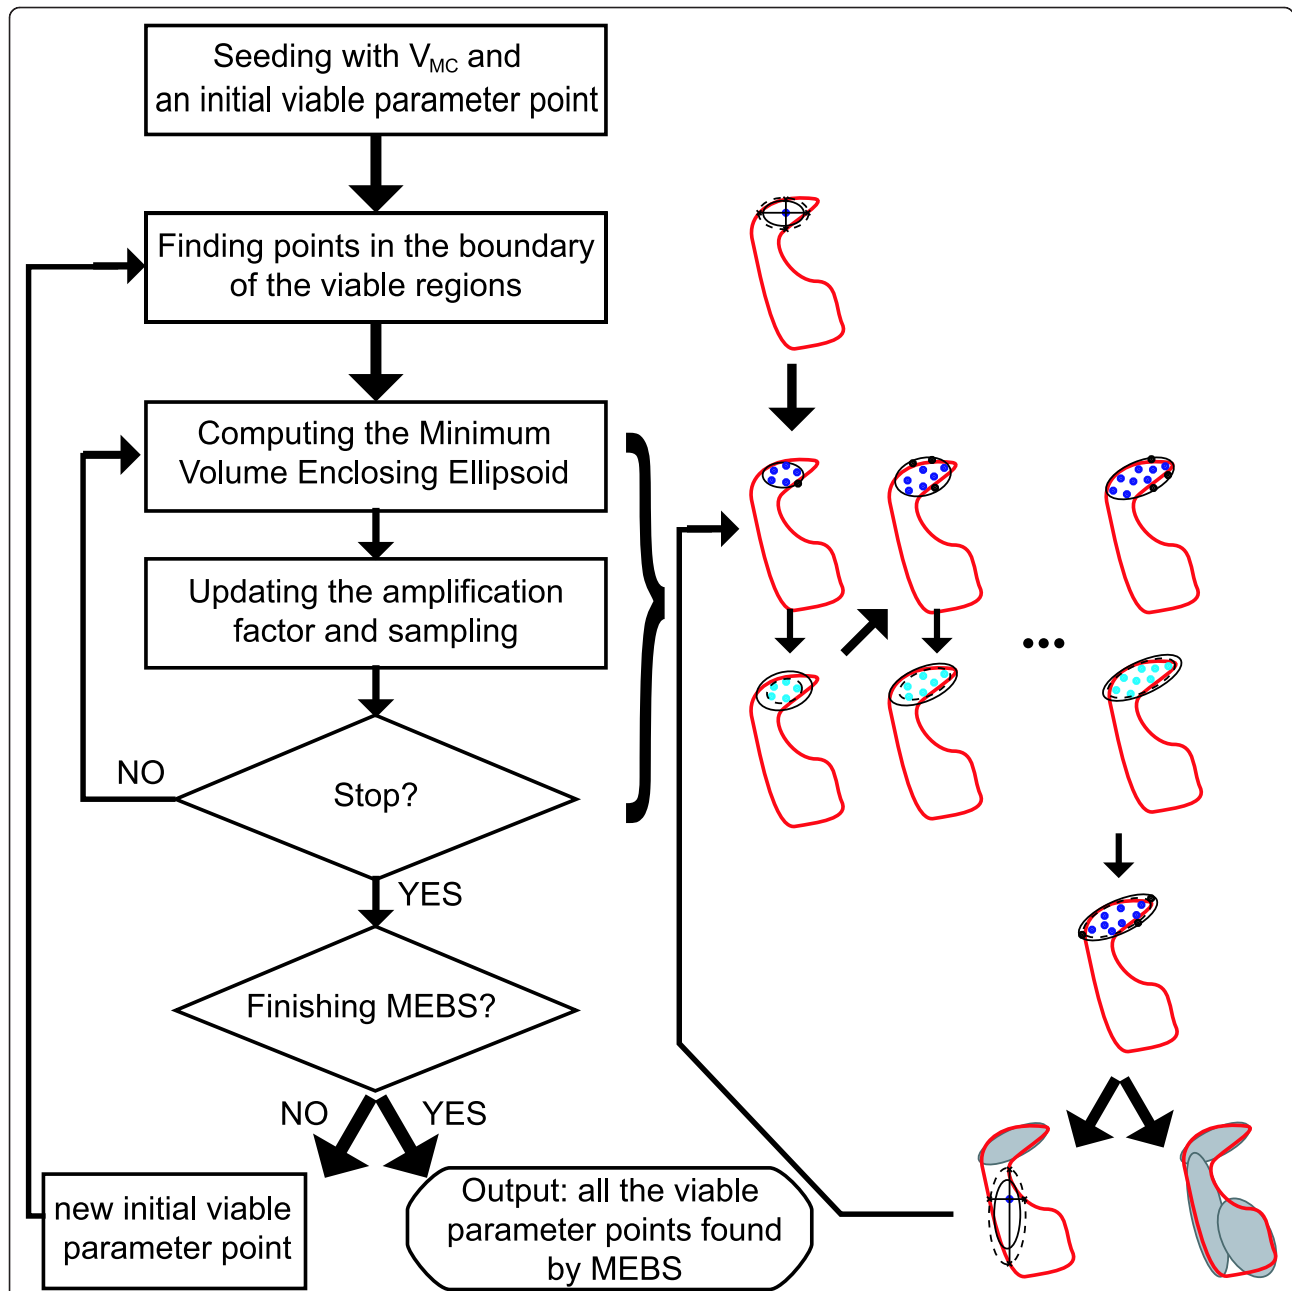 Seeding with VMC and
an initial viable parameter point
Finding points in the boundary
of the viable regions
Computing the Minimum
Volume Enclosing Ellipsoid
Updating the amplification
factor and sampling
NO
Stop?
YES
Finishing MEBS?
NO
YES
new initial viable
parameter point
Output: all the viable
parameter points found
by MEBS